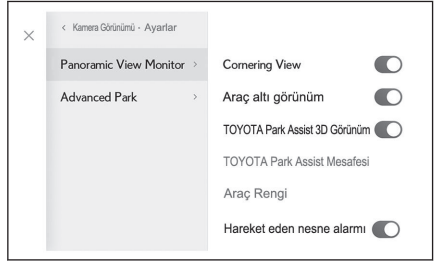 < Kamera Görünümü - Ayarlar
Panoramic View Monitor >
Advanced Park >
Cornering View
Araç altı görünüm
TOYOTA Park Assist 3D Görünüm
TOYOTA Park Assist Mesafesi
Araç Rengi
Hareket eden nesne alarmı